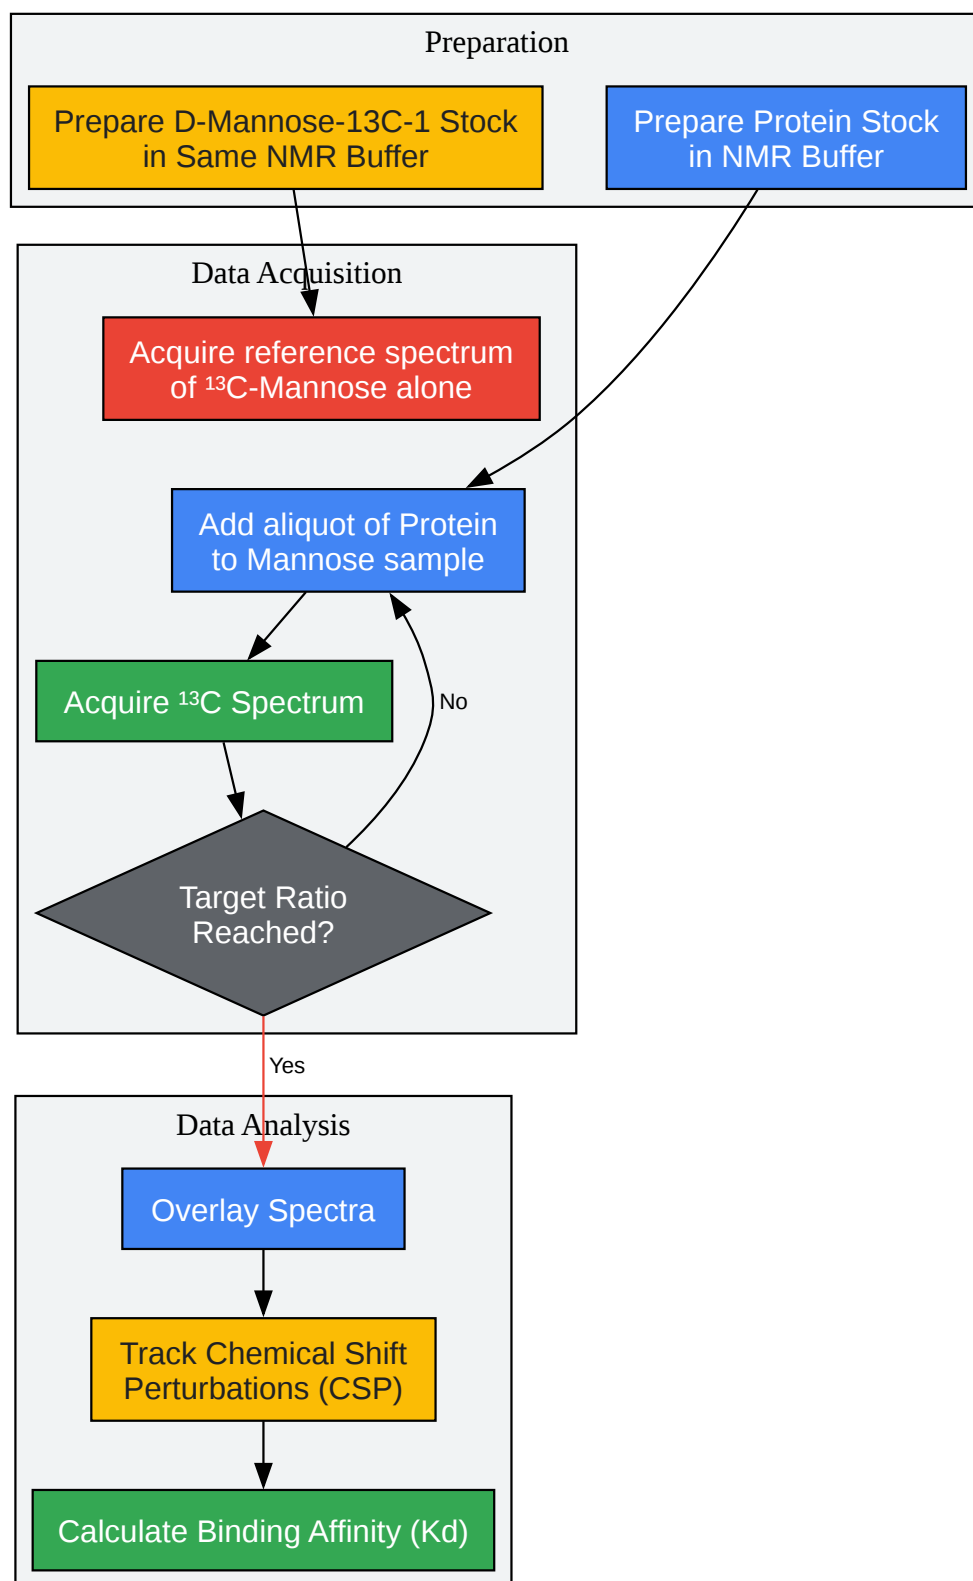 Preparation
Prepare D-Mannose-13C-1 Stock
in Same NMR Buffer
Prepare Protein Stock
in NMR Buffer
Data Acquisition
Acquire reference spectrum
of ¹³C-Mannose alone
Add aliquot of Protein
to Mannose sample
Acquire ¹³C Spectrum
No
Target Ratio
Reached?
Yes
Data Analysis
Overlay Spectra
Track Chemical Shift
Perturbations (CSP)
Calculate Binding Affinity (Kd)